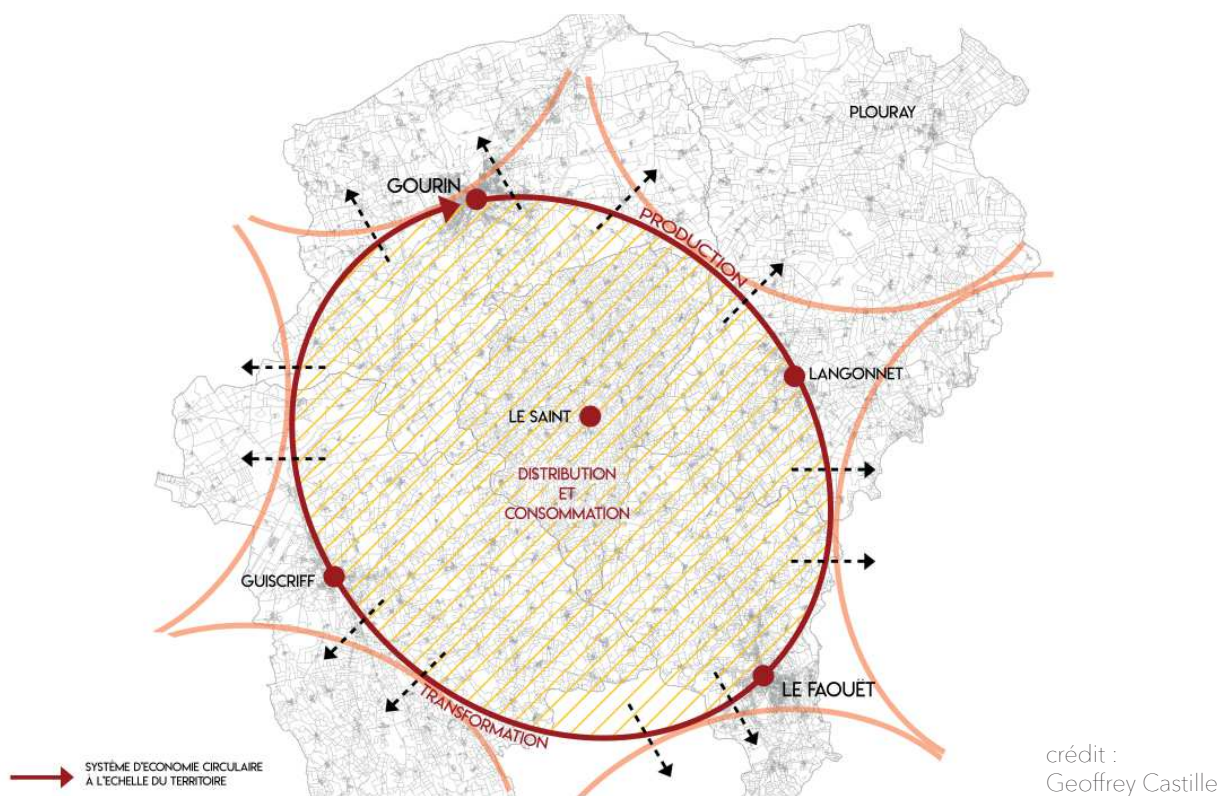 PLOURAY
GOURIN
PRODUCTION
LANGONNET
LE SAINT
DISTRIBUTION
ET
CONSOMMATION
GUISCRIFF
LE FAOUËT
TRANSFORMATION
SYSTÈME D'ECONOMIE CIRCULAIRE
À L'ECHELLE DU TERRITOIRE
crédit :
Geoffrey Castille